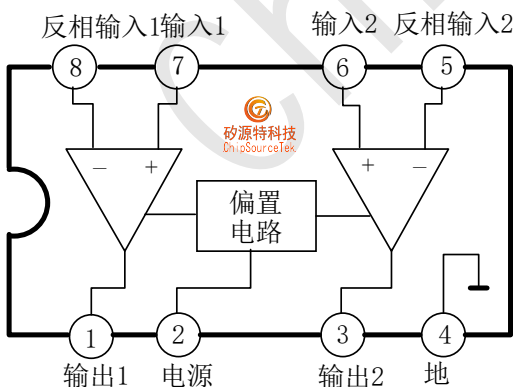 反相输入1 输入1 输入2 反相输入2
8 7 6 5
矽源特科技
ChipSourceTek
− + + −
偏置
电路
1 2 3 4
输出1 电源 输出2 地